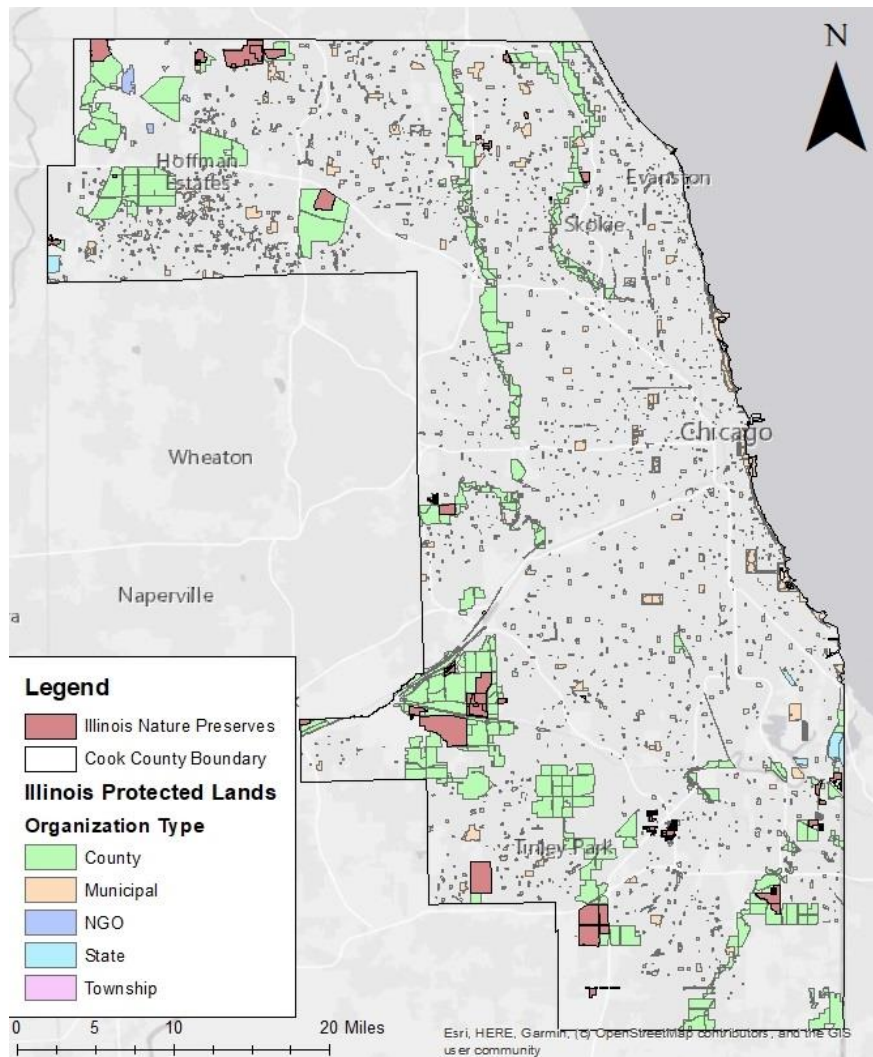 N
Hoffman
Estates
Evanston
Skokie
Chicago
Wheaton
Naperville
a
Tinley Park
Legend
Illinois Nature Preserves
Cook County Boundary
Illinois Protected Lands
Organization Type
County
Municipal
NGO
State
Township
0 5 10 20 Miles
Esri, HERE, Garmin, (c) OpenStreetMap contributors, and the GIS
user community